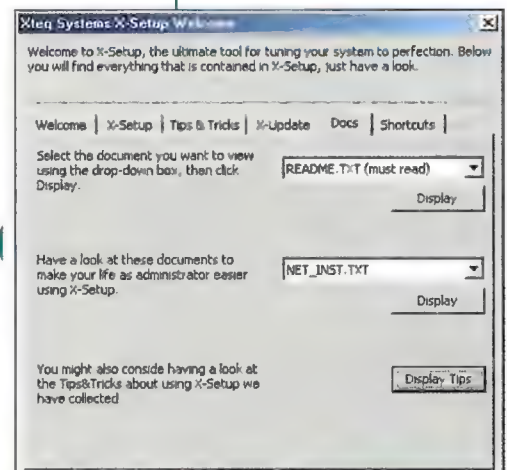 Xteq Systems X-Setup Welcome
Welcome to X-Setup, the ultimate tool for tuning your system to perfection. Below
you will find everything that is contained in X-Setup, just have a look.
Welcome | X-Setup | Tips & Tricks | X-Update Docs | Shortcuts |
Select the document you want to view
using the drop-down box, then click
Display.
README.TXT (must read)
Display
Have a look at these documents to
make your life as administrator easier
using X-Setup.
NET_INST.TXT
Display
You might also conside having a look at
the Tips&Tricks about using X-Setup we
have collected
Display Tips